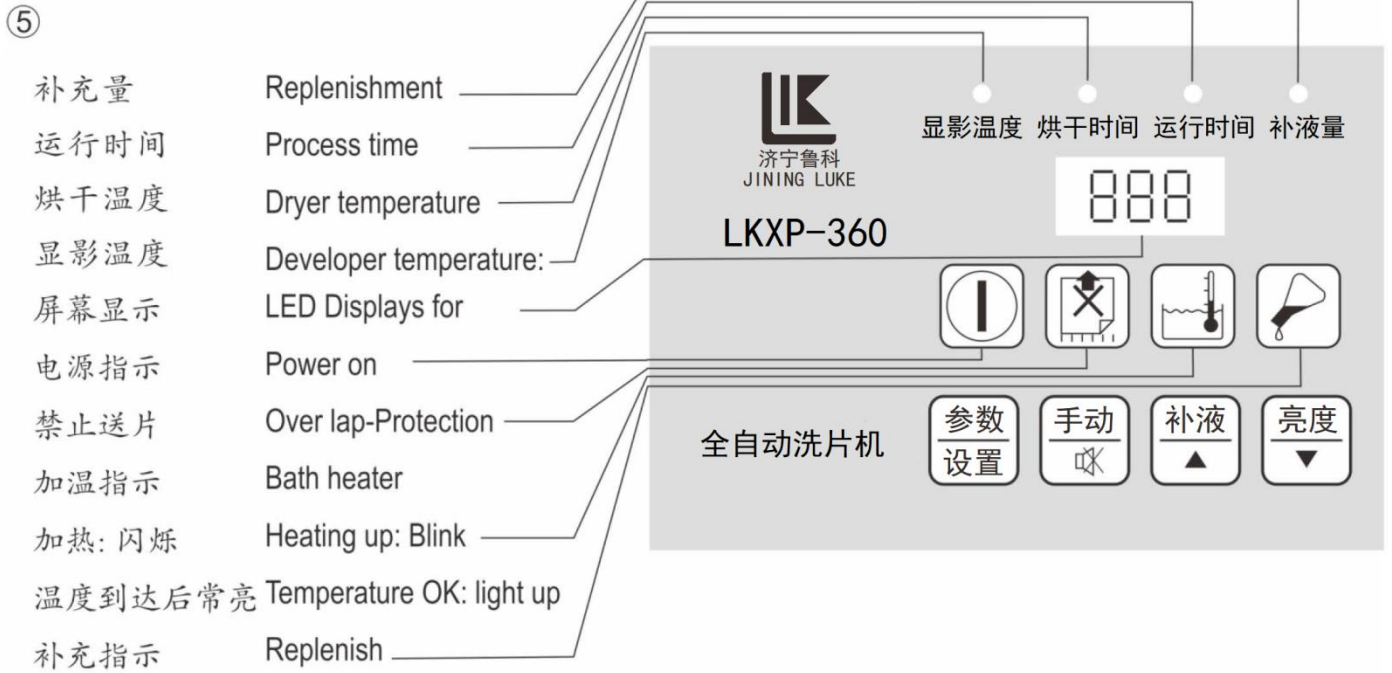 ⑤
补充量 Replenishment
运行时间 Process time
烘干温度 Dryer temperature
显影温度 Developer temperature:
屏幕显示 LED Displays for
电源指示 Power on
禁止送片 Over lap-Protection
加温指示 Bath heater
加热: 闪烁 Heating up: Blink
温度到达后常亮 Temperature OK: light up
补充指示 Replenish
显影温度 烘干时间 运行时间 补液量
济宁鲁科
JINING LUKE
888
LKXP-360
全自动洗片机
参数 手动 补液 亮度
设置